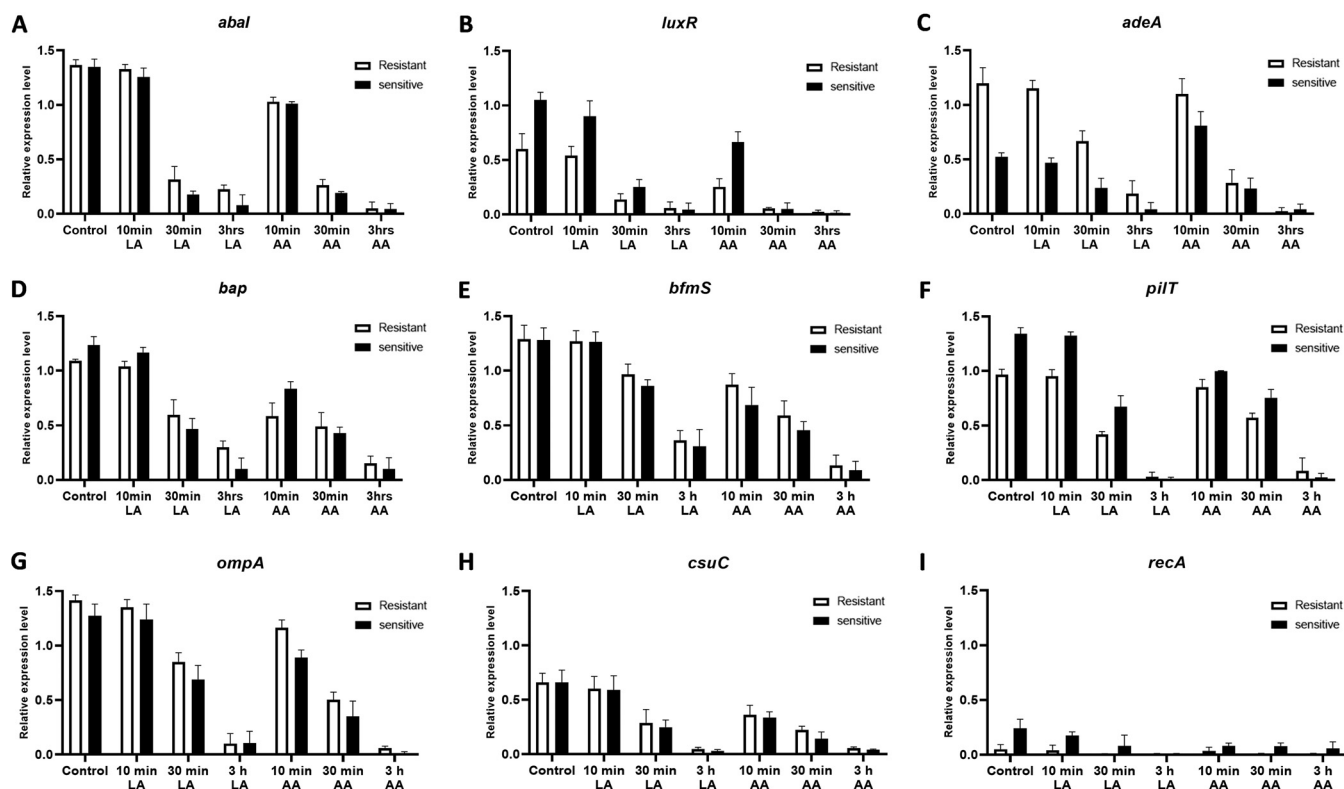 A
abaI
Relative expression level
1.5
1.0
0.5
0.0
Resistant
sensitive
Control 10min 30min 3hrs 10min 30min 3hrs
LA LA LA AA AA AA
B
luxR
Relative expression level
1.5
1.0
0.5
0.0
Resistant
sensitive
Control 10min 30min 3hrs 10min 30min 3hrs
LA LA LA AA AA AA
C
adeA
Relative expression level
1.5
1.0
0.5
0.0
Resistant
sensitive
Control 10min 30min 3hrs 10min 30min 3hrs
LA LA LA AA AA AA
D
bap
Relative expression level
1.5
1.0
0.5
0.0
Resistant
sensitive
Control 10min 30min 3hrs 10min 30min 3hrs
LA LA LA AA AA AA
E
bfmS
Relative expression level
1.5
1.0
0.5
0.0
Resistant
sensitive
Control 10 min 30 min 3 h 10 min 30 min 3 h
LA LA LA AA AA AA
F
pilT
Relative expression level
1.5
1.0
0.5
0.0
Resistant
sensitive
Control 10 min 30 min 3 h 10 min 30 min 3 h
LA LA LA AA AA AA
G
ompA
Relative expression level
1.5
1.0
0.5
0.0
Resistant
sensitive
Control 10 min 30 min 3 h 10 min 30 min 3 h
LA LA LA AA AA AA
H
csuC
Relative expression level
1.5
1.0
0.5
0.0
Resistant
sensitive
Control 10 min 30 min 3 h 10 min 30 min 3 h
LA LA LA AA AA AA
I
recA
Relative expression level
1.5
1.0
0.5
0.0
Resistant
sensitive
Control 10 min 30 min 3 h 10 min 30 min 3 h
LA LA LA AA AA AA